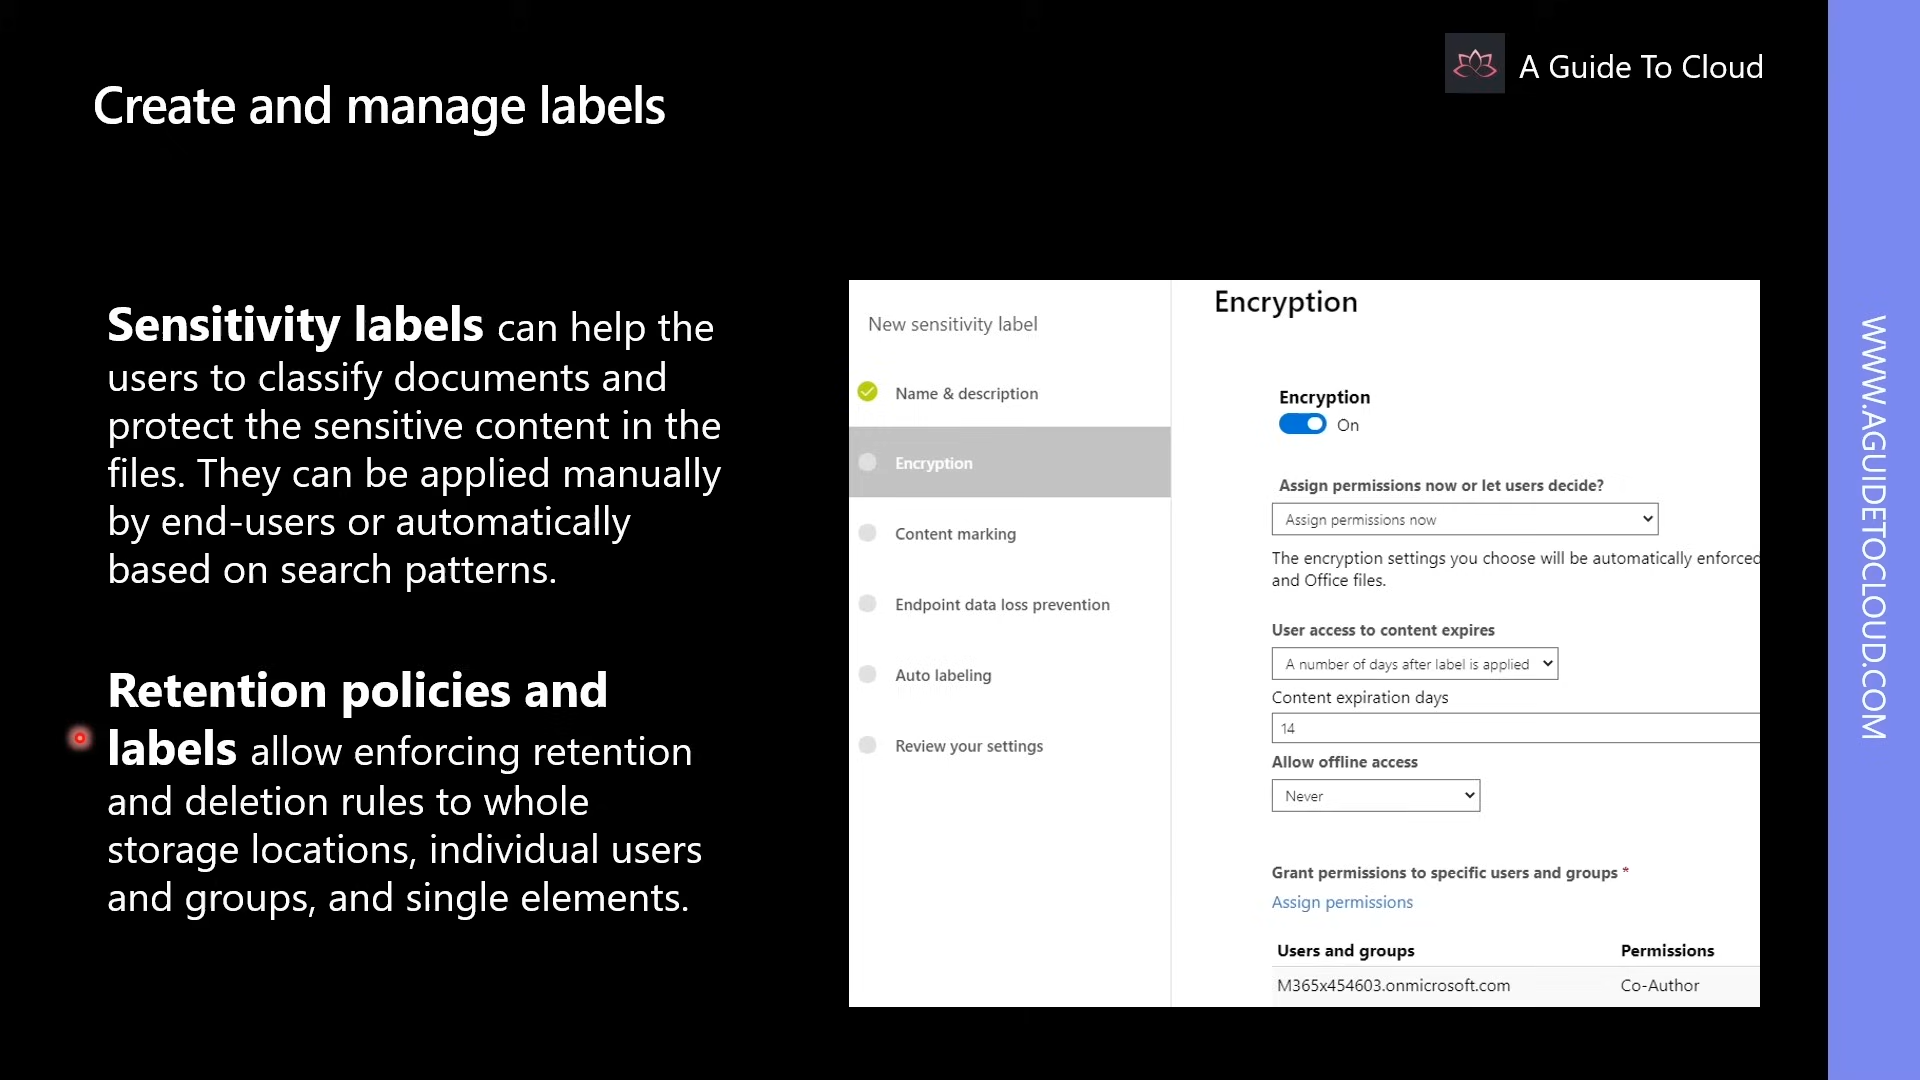 A Guide To Cloud
Create and manage labels
Sensitivity labels can help the
users to classify documents and
protect the sensitive content in the
files. They can be applied manually
by end-users or automatically
based on search patterns.
Retention policies and
labels allow enforcing retention
and deletion rules to whole
storage locations, individual users
and groups, and single elements.
New sensitivity label
Name & description
Encryption
Content marking
Endpoint data loss prevention
Auto labeling
Review your settings
Encryption
Encryption
On
Assign permissions now or let users decide?
Assign permissions now
The encryption settings you choose will be automatically enforced
and Office files.
User access to content expires
A number of days after label is applied
Content expiration days
14
Allow offline access
Never
Grant permissions to specific users and groups *
Assign permissions
Users and groups Permissions
M365x454603.onmicrosoft.com Co-Author
WWW.AGUIDETOCLOUD.COM